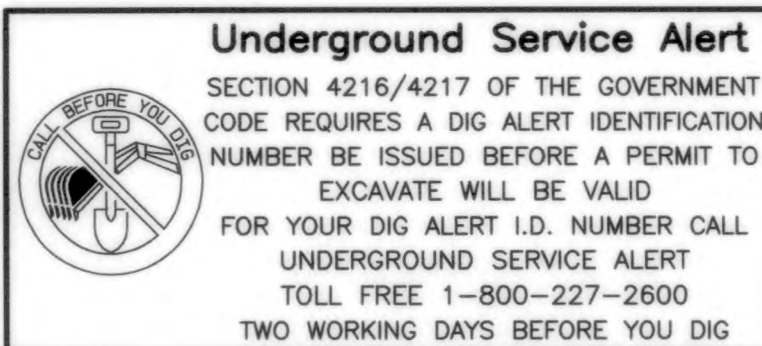 Underground Service Alert
SECTION 4216/4217 OF THE GOVERNMENT
CODE REQUIRES A DIG ALERT IDENTIFICATION
NUMBER BE ISSUED BEFORE A PERMIT TO
EXCAVATE WILL BE VALID
FOR YOUR DIG ALERT I.D. NUMBER CALL
UNDERGROUND SERVICE ALERT
TOLL FREE 1-800-227-2600
TWO WORKING DAYS BEFORE YOU DIG
CALL BEFORE YOU DIG